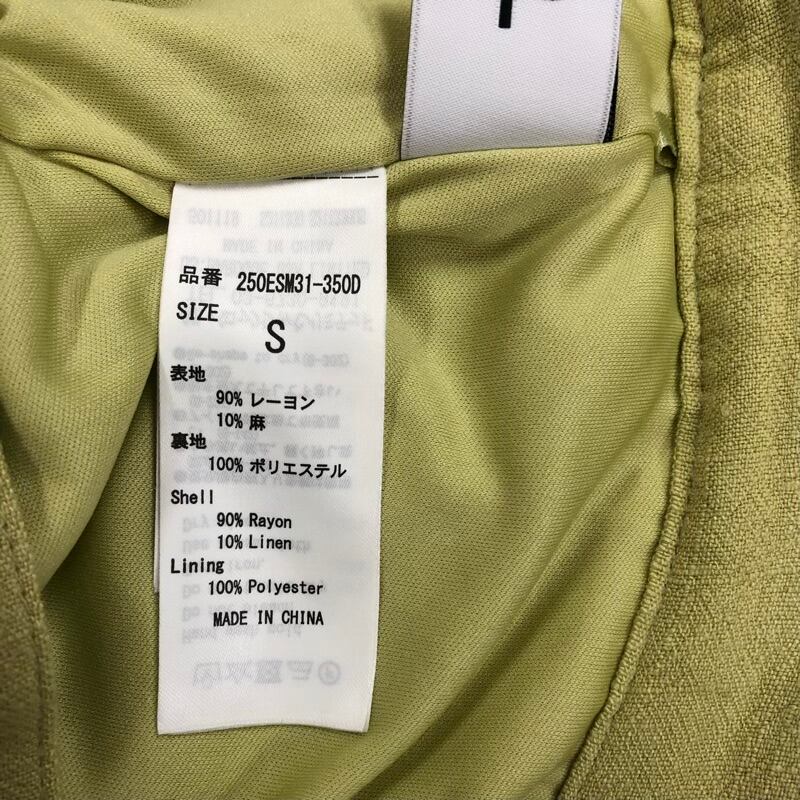 品番 250ESM31-350D
SIZE S
表地
90% レーヨン
10% 麻
裏地
100% ポリエステル
Shell
90% Rayon
10% Linen
Lining
100% Polyester
MADE IN CHINA